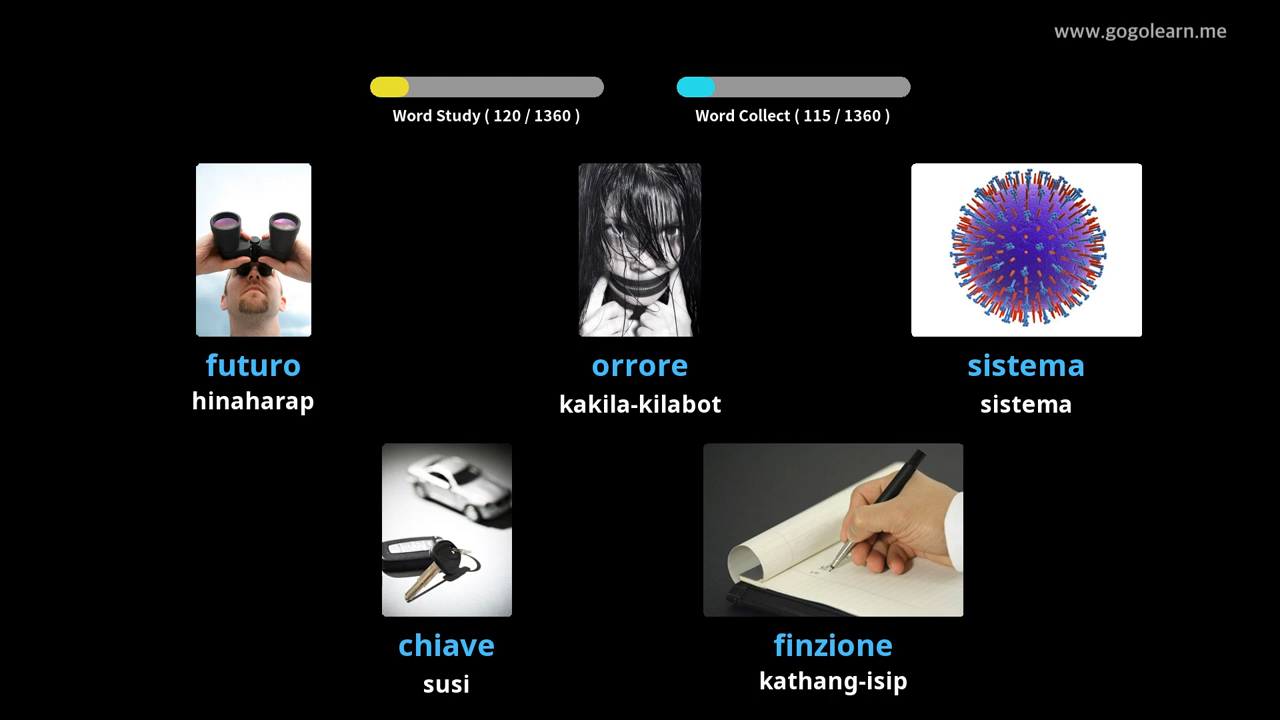 www.gogolearn.me
Word Study ( 120 / 1360 )
Word Collect ( 115 / 1360 )
futuro
hinaharap
orrore
kakila-kilabot
sistema
sistema
chiave
susi
finzione
kathang-isip